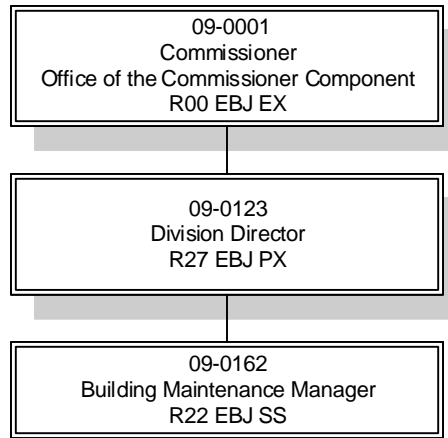 09-0001
Commissioner
Office of the Commissioner Component
R00 EBJ EX
09-0123
Division Director
R27 EBJ PX
09-0162
Building Maintenance Manager
R22 EBJ SS